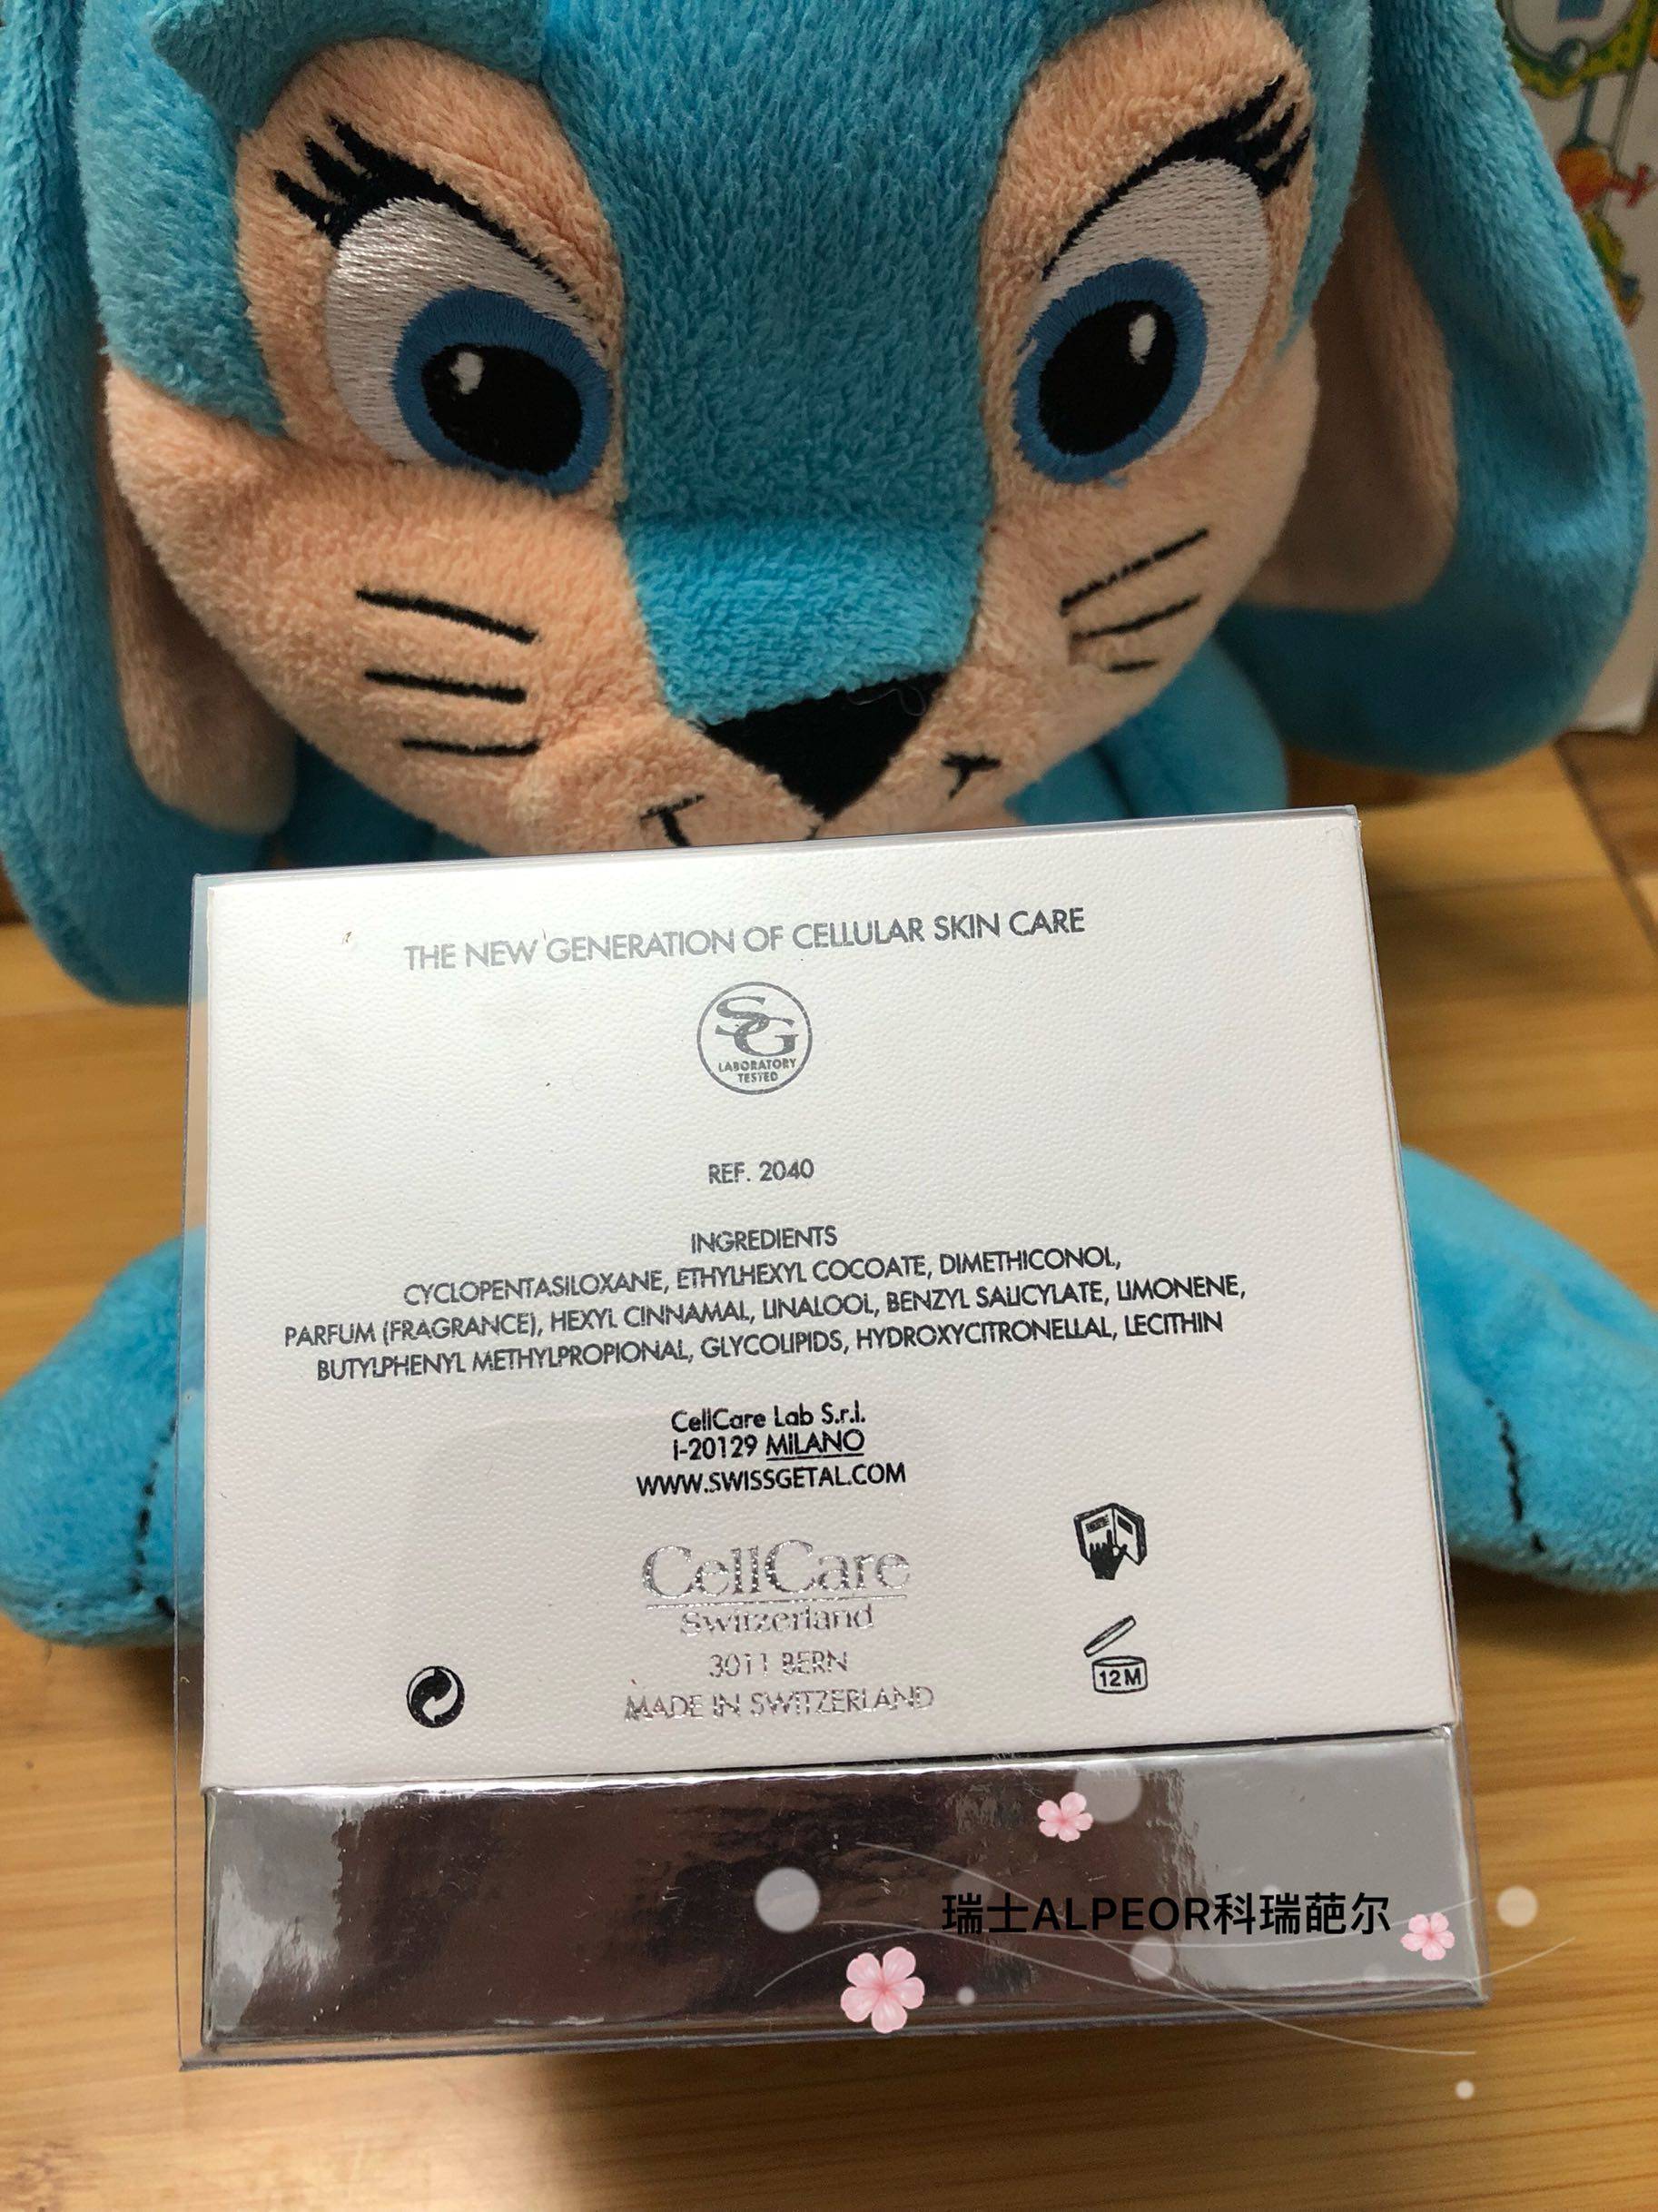 THE NEW GENERATION OF CELLULAR SKIN CARE
SG
LABORATORY
TESTED
REF. 2040
INGREDIENTS
CYCLOPENTASILOXANE, ETHYLHEXYL COCOATE, DIMETHICONOL,
PARFUM (FRAGRANCE), HEXYL CINNAMAL, LINALOOL, BENZYL SALICYLATE, LIMONENE,
BUTYLPHENYL METHYLPROPIONAL, GLYCOLIPIDS, HYDROXYCITRONELLAL, LECITHIN
CellCare Lab S.r.l.
I-20129 MILANO
WWW.SWISSGETAL.COM
CellCare
Switzerland
3011 BERN
MADE IN SWITZERLAND
12M
瑞士ALPEOR科瑞葩尔